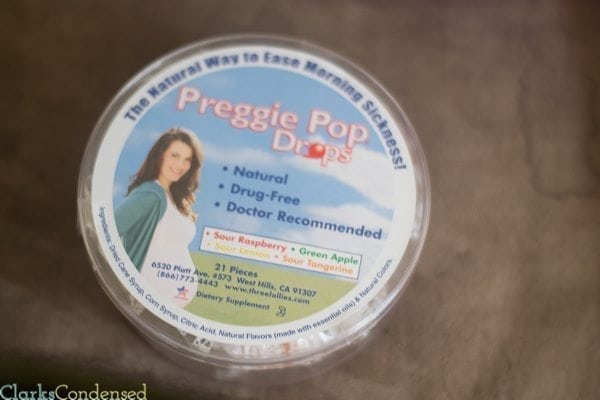 The Natural Way to Ease Morning Sickness!
Preggie Pop
Drops
• Natural
• Drug-Free
• Doctor Recommended
• Sour Raspberry • Green Apple
• Sour Lemon • Sour Tangerine
21 Pieces
6520 Platt Ave. #573 West Hills, CA 91307
(866)773-4443 www.threelollies.com
Dietary Supplement
Ingredients: Dried Cane Syrup, Corn Syrup, Citric Acid, Natural Flavors (made with essential oils) & Natural Colors.
ClarksCondensed